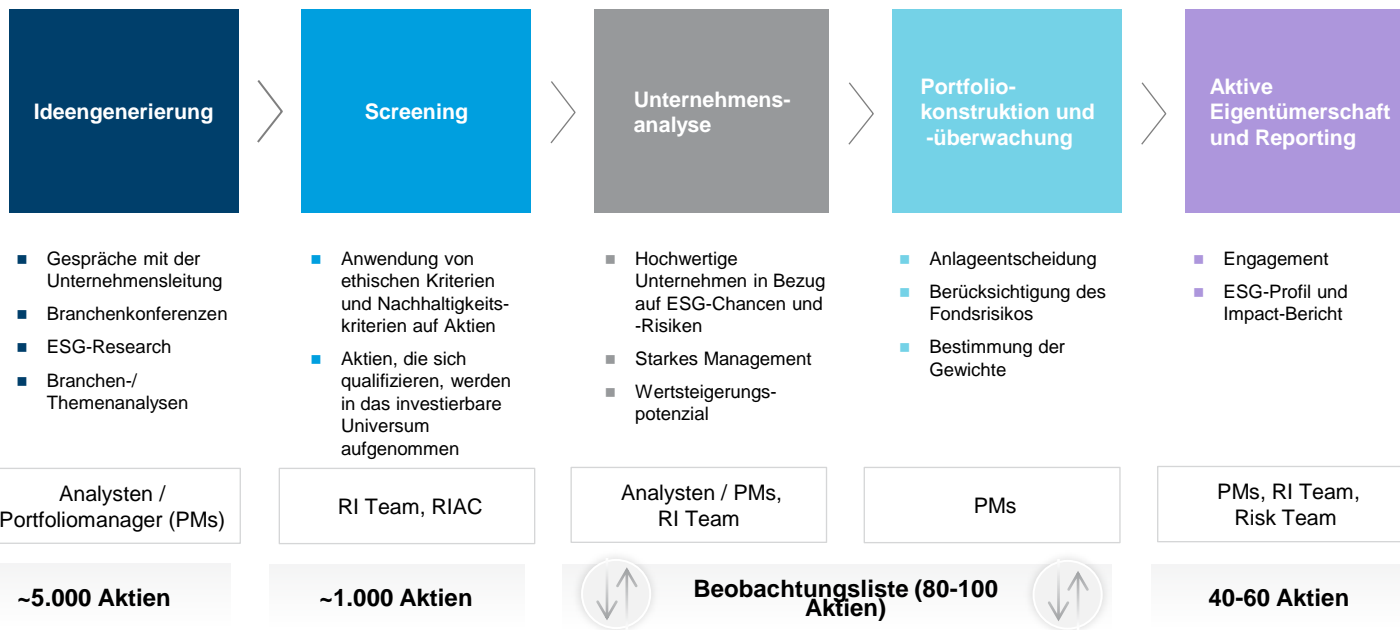 Ideengenerierung
Screening
Unternehmens-
analyse
Portfolio-
konstruktion und
-überwachung
Aktive
Eigentümerschaft
und Reporting
Gespräche mit der
Unternehmensleitung
Branchenkonferenzen
ESG-Research
Branchen-/
Themenanalysen
Anwendung von
ethischen Kriterien
und Nachhaltigkeits-
kriterien auf Aktien
Aktien, die sich
qualifizieren, werden
in das investierbare
Universum
aufgenommen
Hochwertige
Unternehmen in Bezug
auf ESG-Chancen und
-Risiken
Starkes Management
Wertsteigerungs-
potenzial
Anlageentscheidung
Berücksichtigung des
Fondsrisikos
Bestimmung der
Gewichte
Engagement
ESG-Profil und
Impact-Bericht
Analysten /
Portfoliomanager (PMs)
RI Team, RIAC
Analysten / PMs,
RI Team
PMs
PMs, RI Team,
Risk Team
~5.000 Aktien
~1.000 Aktien
Beobachtungsliste (80-100
Aktien)
40-60 Aktien